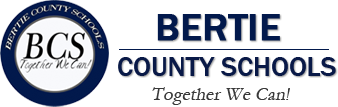 BERTIE COUNTY SCHOOLS
BCS
Together We Can!
BERTIE
COUNTY SCHOOLS
Together We Can!